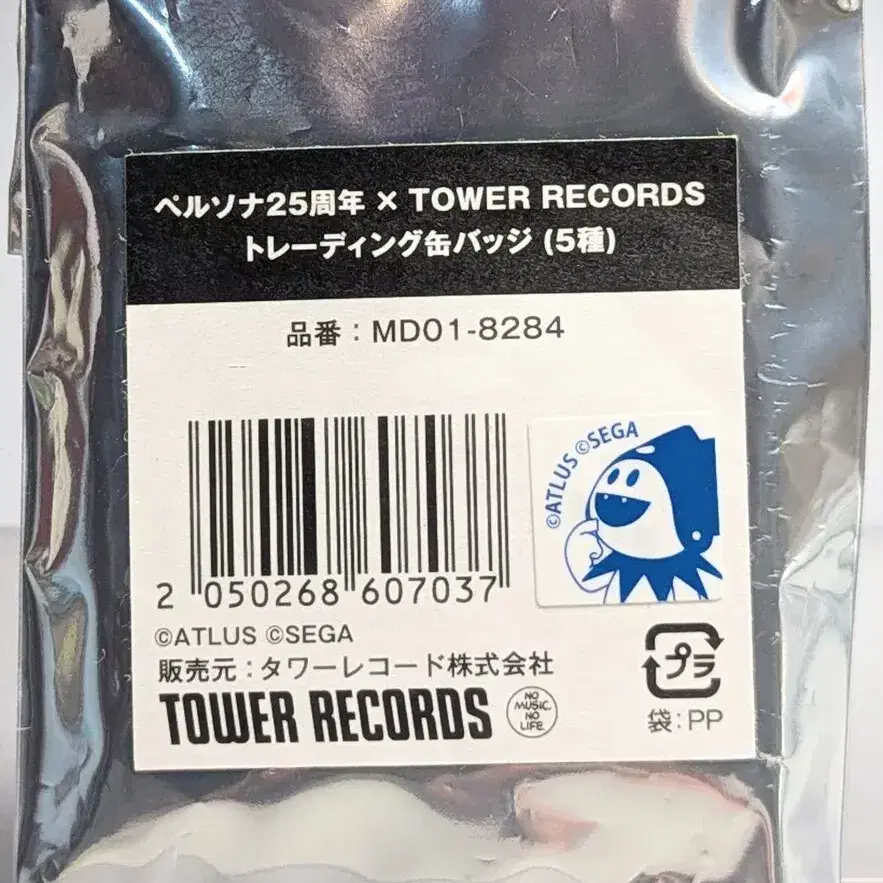 ペルソナ25周年 × TOWER RECORDS
トレーディング缶バッジ (5種)
品番：MD01-8284
©ATLUS ©SEGA
2 050268 607037
©ATLUS ©SEGA
販売元：タワーレコード株式会社
TOWER RECORDS
NO
MUSIC,
NO
LIFE.
プラ
袋：PP